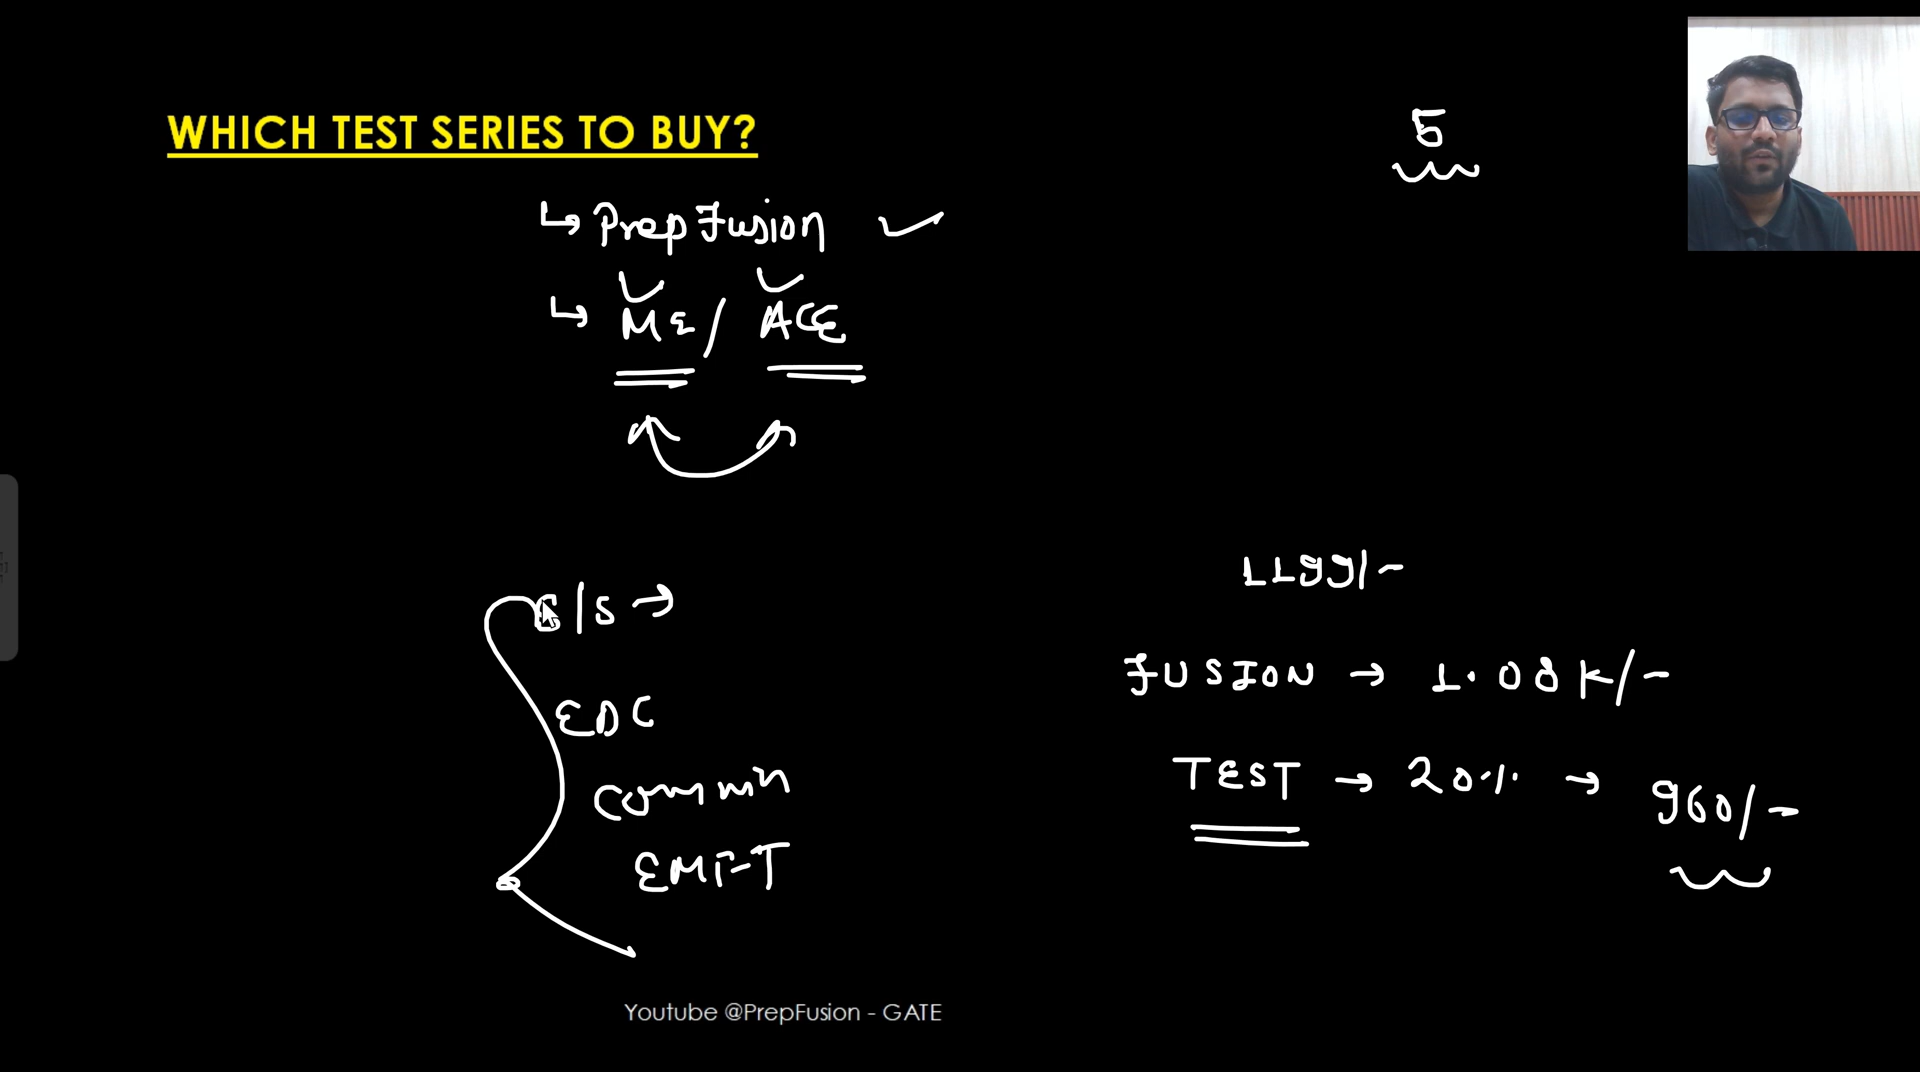 WHICH TEST SERIES TO BUY?
5
↳ PrepFusion ✓
↳ ME / ACE
1199/-
S/S →
FUSION → 1.08K/-
EDC
TEST → 20% → 960/-
Commn
EMFT
Youtube @PrepFusion - GATE